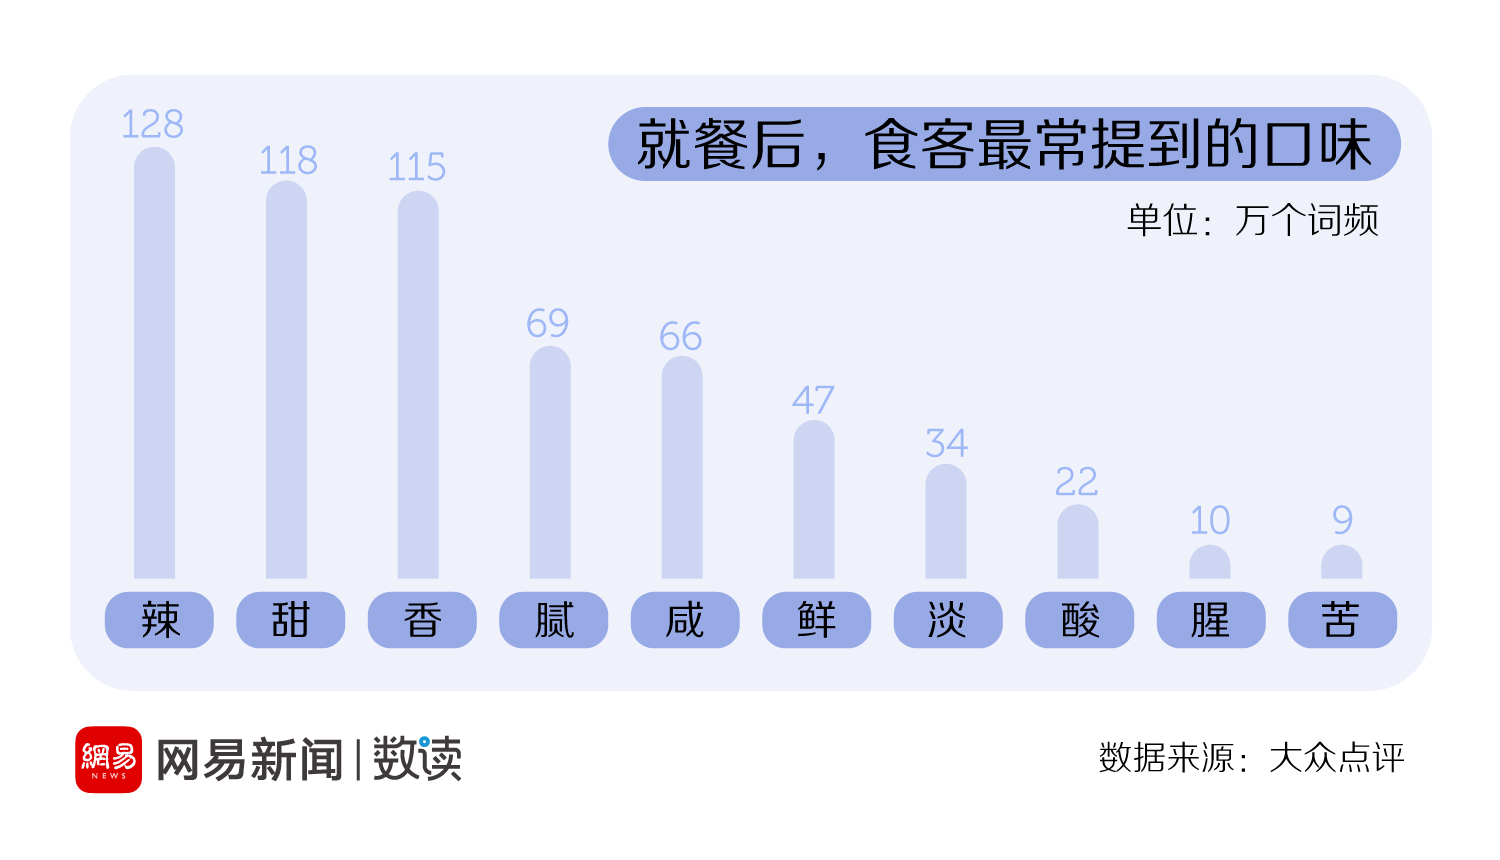 就餐后，食客最常提到的口味
单位：万个词频
128
118
115
69
66
47
34
22
10
9
辣
甜
香
腻
咸
鲜
淡
酸
腥
苦
網易
NEWS
网易新闻|数读
数据来源：大众点评